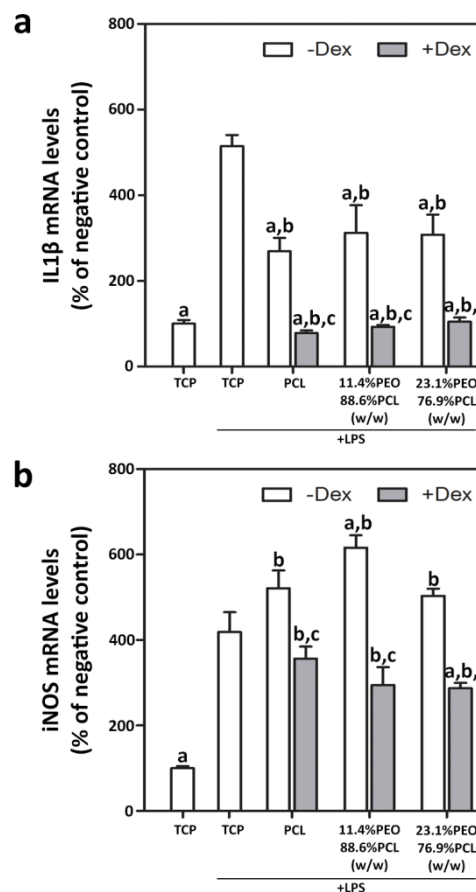 a
-Dex +Dex
IL1β mRNA levels
(% of negative control)
800
600
400
200
0
a
a,b
a,b,c
a,b
a,b,c
a,b
a,b,
TCP TCP PCL 11.4%PEO 23.1%PEO
88.6%PCL 76.9%PCL
(w/w) (w/w)
+LPS
b
-Dex +Dex
iNOS mRNA levels
(% of negative control)
800
600
400
200
0
a
b
b,c
a,b
b,c
b
a,b,
TCP TCP PCL 11.4%PEO 23.1%PEO
88.6%PCL 76.9%PCL
(w/w) (w/w)
+LPS